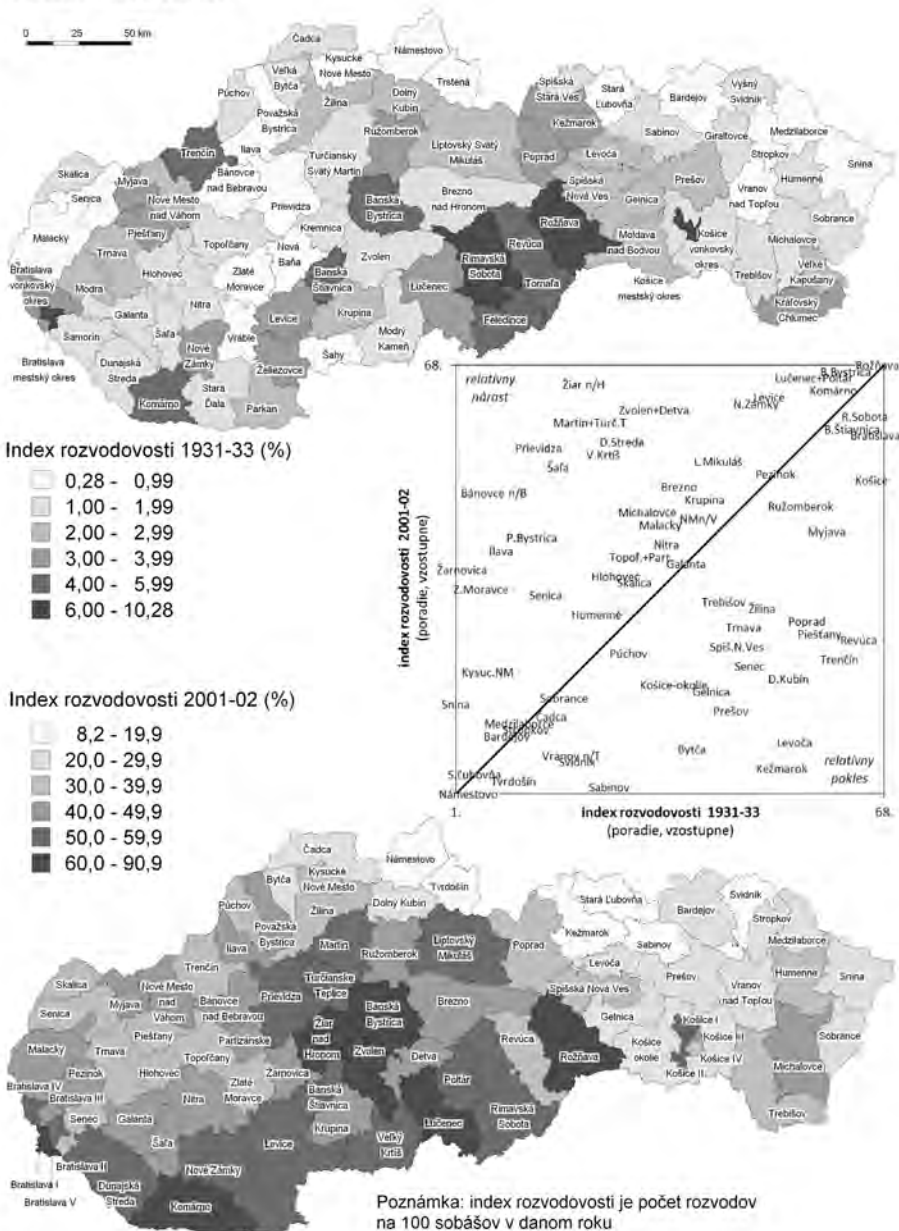 0 25 50 km
Čadca
Námestovo
Kysucké
Nové Mesto
Veľká
Bytča
Trstená
Púchov
Žilina
Dolný
Kubín
Spišská
Stará Ves
Stará
Ľubovňa
Bardejov
Vyšný
Svidník
Považská
Bystrica
Ružomberok
Kežmarok
Sabinov
Giraltovce
Medzilaborce
Trenčín
Ilava
Turčiansky
Svätý Martin
Liptovský Svätý
Mikuláš
Poprad
Levoča
Stropkov
Snina
Skalica
Myjava
Bánovce
nad Bebravou
Prešov
Humenné
Senica
Nové Mesto
nad Váhom
Prievidza
Banská
Bystrica
Brezno
nad Hronom
Spišská
Nová Ves
Gelnica
Vranov
nad Topľou
Malacky
Piešťany
Topoľčany
Kremnica
Rožňava
Sobrance
Trnava
Nová
Baňa
Zvolen
Revúca
Moldava
nad Bodvou
Košice
vonkovský
okres
Michalovce
Bratislava
vonkovský
okres
Modra
Hlohovec
Zlaté
Moravce
Banská
Štiavnica
Rimavská
Sobota
Tornaľa
Trebišov
Veľké
Kapušany
Galanta
Nitra
Lučenec
Košice
mestský okres
Šamorín
Šaľa
Vráble
Levice
Krupina
Modrý
Kameň
Feledince
Kráľovský
Chlumec
Bratislava
mestský okres
Dunajská
Streda
Nové
Zámky
Želiezovce
Šahy
Komárno
Stará
Ďala
Parkan
Index rozvodovosti 1931-33 (%)
0,28 - 0,99
1,00 - 1,99
2,00 - 2,99
3,00 - 3,99
4,00 - 5,99
6,00 - 10,28
68.
relatívny
nárast
Rožňava
B.Bystrica
Žiar n/H
Lučenec+Poltár
Komárno
Levice
N.Zámky
Zvolen+Detva
R.Sobota
Martin+Turč.T
B.Štiavnica
Bratislava
D.Streda
Prievidza
V.Krtíš
Šaľa
L.Mikuláš
Pezinok
Košice
Bánovce n/B
Brezno
Krupina
Ružomberok
Michalovce
NMn/V
Malacky
Myjava
P.Bystrica
Ilava
Nitra
Topoľ.+Part.
Galanta
Žarnovica
Hlohovec
Skalica
Z.Moravce
Senica
Trebišov
Žilina
Humenné
Trnava
Poprad
Piešťany
Revúca
Púchov
Spiš.N.Ves
Trenčín
Senec
Kysuc.NM
Košice-okolie
D.Kubín
Gelnica
Snina
Sobrance
Prešov
Čadca
Medzilaborce
Stropkov
Bardejov
Bytča
Levoča
Vranov n/T
Svidník
Kežmarok
S.Ľubovňa
Tvrdošín
Sabinov
Námestovo
relatívny
pokles
index rozvodovosti 2001-02
(poradie, vzostupne)
1.
index rozvodovosti 1931-33
68.
(poradie, vzostupne)
Index rozvodovosti 2001-02 (%)
8,2 - 19,9
20,0 - 29,9
30,0 - 39,9
40,0 - 49,9
50,0 - 59,9
60,0 - 90,9
Čadca
Námestovo
Bytča
Kysucké
Nové Mesto
Tvrdošín
Púchov
Žilina
Dolný Kubín
Stará Ľubovňa
Bardejov
Svidník
Stropkov
Považská
Bystrica
Kežmarok
Sabinov
Medzilaborce
Ilava
Martin
Ružomberok
Liptovský
Mikuláš
Poprad
Levoča
Prešov
Humenné
Snina
Trenčín
Skalica
Nové Mesto
nad
Váhom
Bánovce
nad Bebravou
Prievidza
Turčianske
Teplice
Spišská Nová Ves
Vranov
nad Topľou
Myjava
Senica
Banská
Bystrica
Brezno
Gelnica
Košice I
Piešťany
Partizánske
Žiar
nad
Hronom
Revúca
Košice
okolie
Košice III
Sobrance
Malacky
Trnava
Topoľčany
Zvolen
Rožňava
Košice IV
Michalovce
Pezinok
Hlohovec
Žarnovica
Detva
Poltár
Košice II
Bratislava IV
Bratislava III
Zlaté
Moravce
Nitra
Banská
Štiavnica
Rimavská
Sobota
Trebišov
Senec
Galanta
Krupina
Lučenec
Šaľa
Levice
Veľký
Krtíš
Bratislava II
Nové Zámky
Bratislava I
Dunajská
Streda
Bratislava V
Komárno
Poznámka: index rozvodovosti je počet rozvodov
na 100 sobášov v danom roku